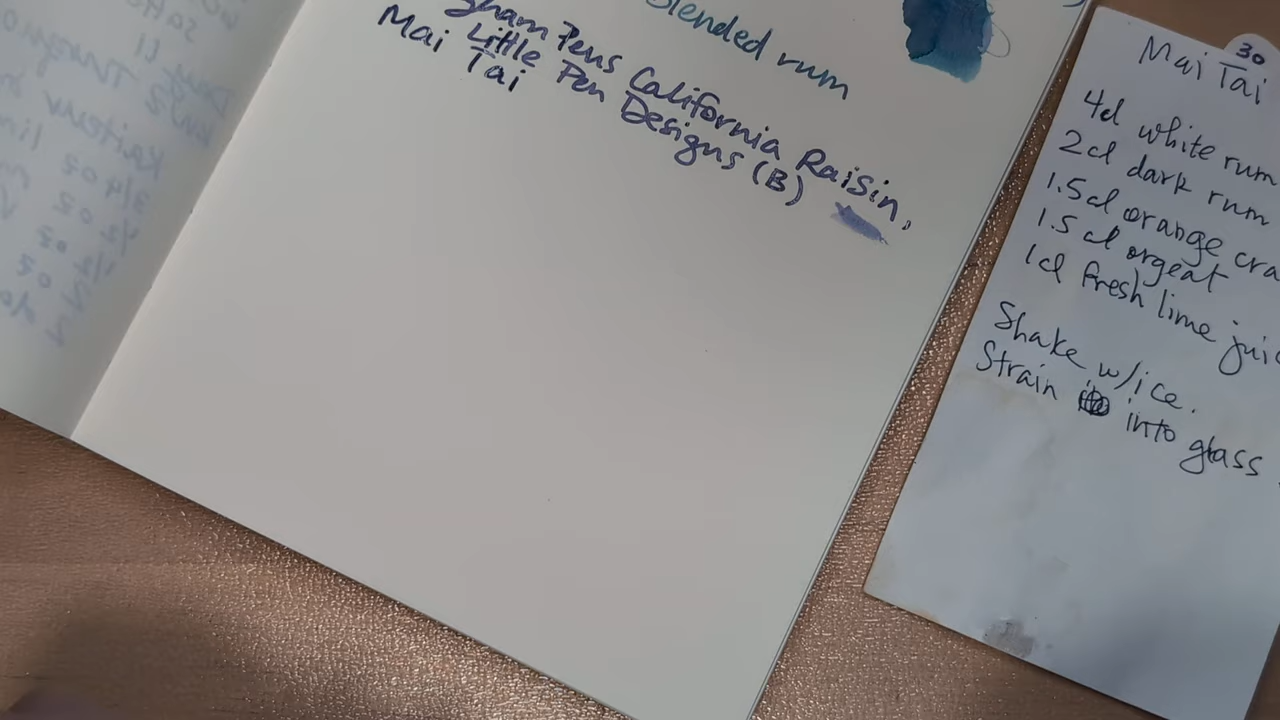 Blended rum
Pens California Raisin,
Little Pen Designs (B)
Mai Tai
30
Mai Tai
4cl white rum
2cl dark rum
1.5cl orange
1.5cl orgeat
1cl fresh lime
Shake w/ice.
Strain into glass